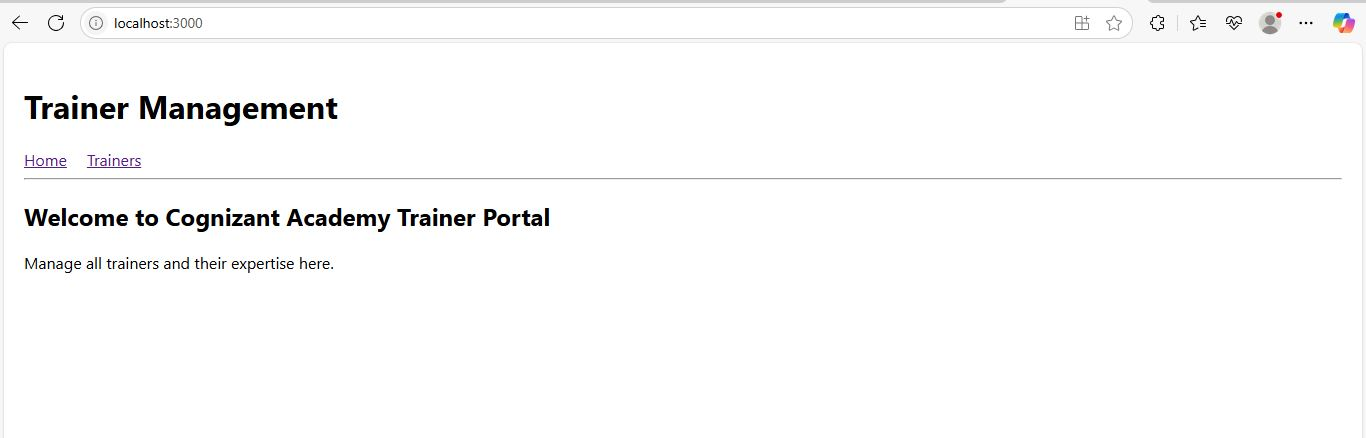 localhost:3000
Trainer Management
Home Trainers
Welcome to Cognizant Academy Trainer Portal
Manage all trainers and their expertise here.